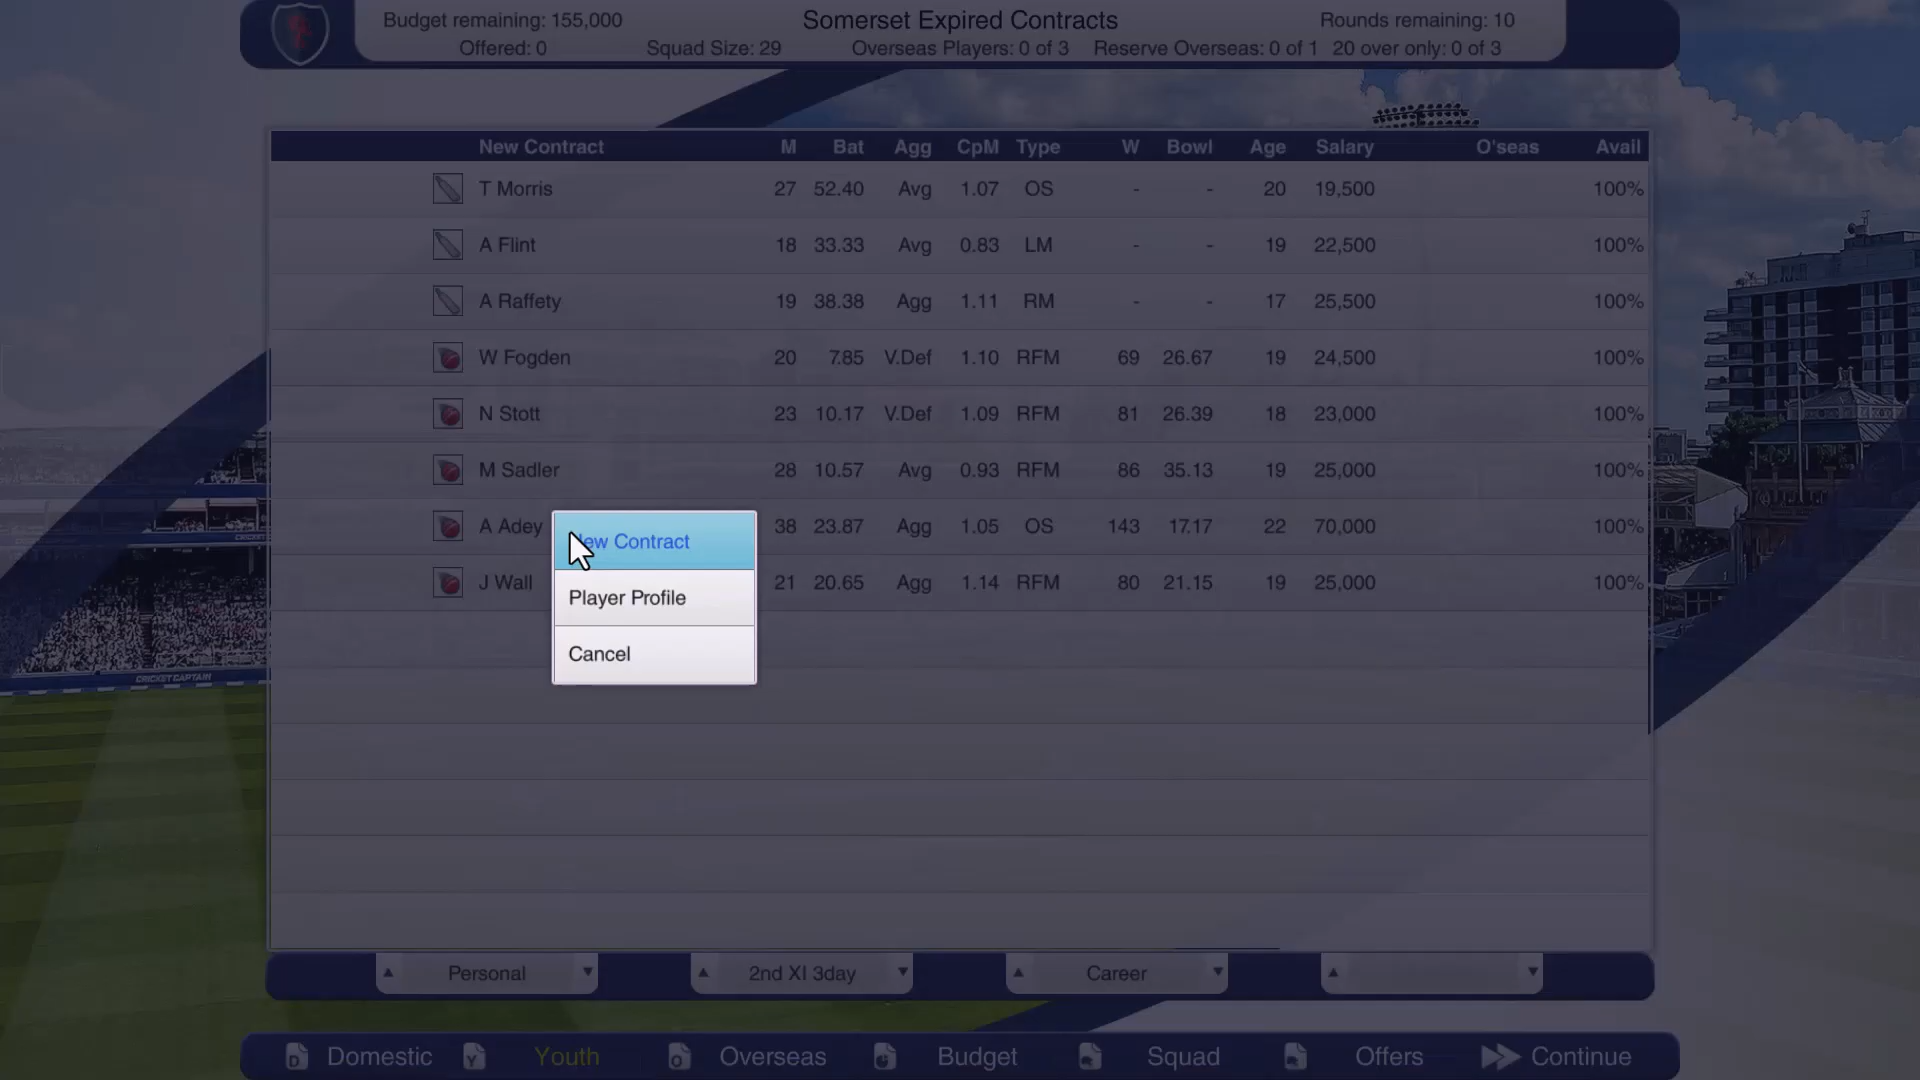 Budget remaining: 155,000 Somerset Expired Contracts Rounds remaining: 10
Offered: 0 Squad Size: 29 Overseas Players: 0 of 3 Reserve Overseas: 0 of 1 20 over only: 0 of 3
New Contract M Bat Agg CpM Type W Bowl Age Salary O'seas Avail
T Morris 27 52.40 Avg 1.07 OS - - 20 19,500 100%
A Flint 18 33.33 Avg 0.83 LM - - 19 22,500 100%
A Raffety 19 38.38 Agg 1.11 RM - - 17 25,500 100%
W Fogden 20 7.85 V.Def 1.10 RFM 69 26.67 19 24,500 100%
N Stott 23 10.17 V.Def 1.09 RFM 81 26.39 18 23,000 100%
M Sadler 28 10.57 Avg 0.93 RFM 86 35.13 19 25,000 100%
A Adey 38 23.87 Agg 1.05 OS 143 17.17 22 70,000 100%
New Contract
J Wall 21 20.65 Agg 1.14 RFM 80 21.15 19 25,000 100%
Player Profile
Cancel
CRICKET CAPTAIN
Personal 2nd XI 3day Career
D Domestic Y Youth O Overseas Budget Squad Offers Continue